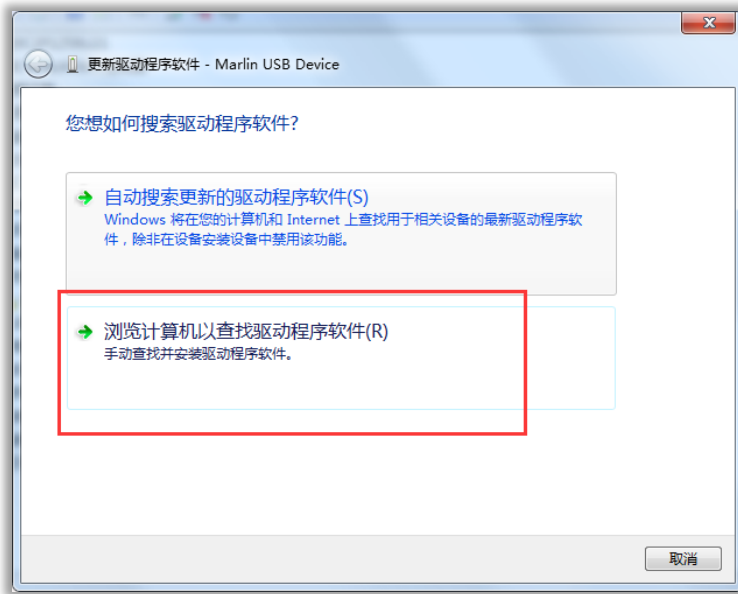 更新驱动程序软件 - Marlin USB Device
您想如何搜索驱动程序软件?
自动搜索更新的驱动程序软件(S)
Windows 将在您的计算机和 Internet 上查找用于相关设备的最新驱动程序软
件，除非在设备安装设备中禁用该功能。
浏览计算机以查找驱动程序软件(R)
手动查找并安装驱动程序软件。
取消